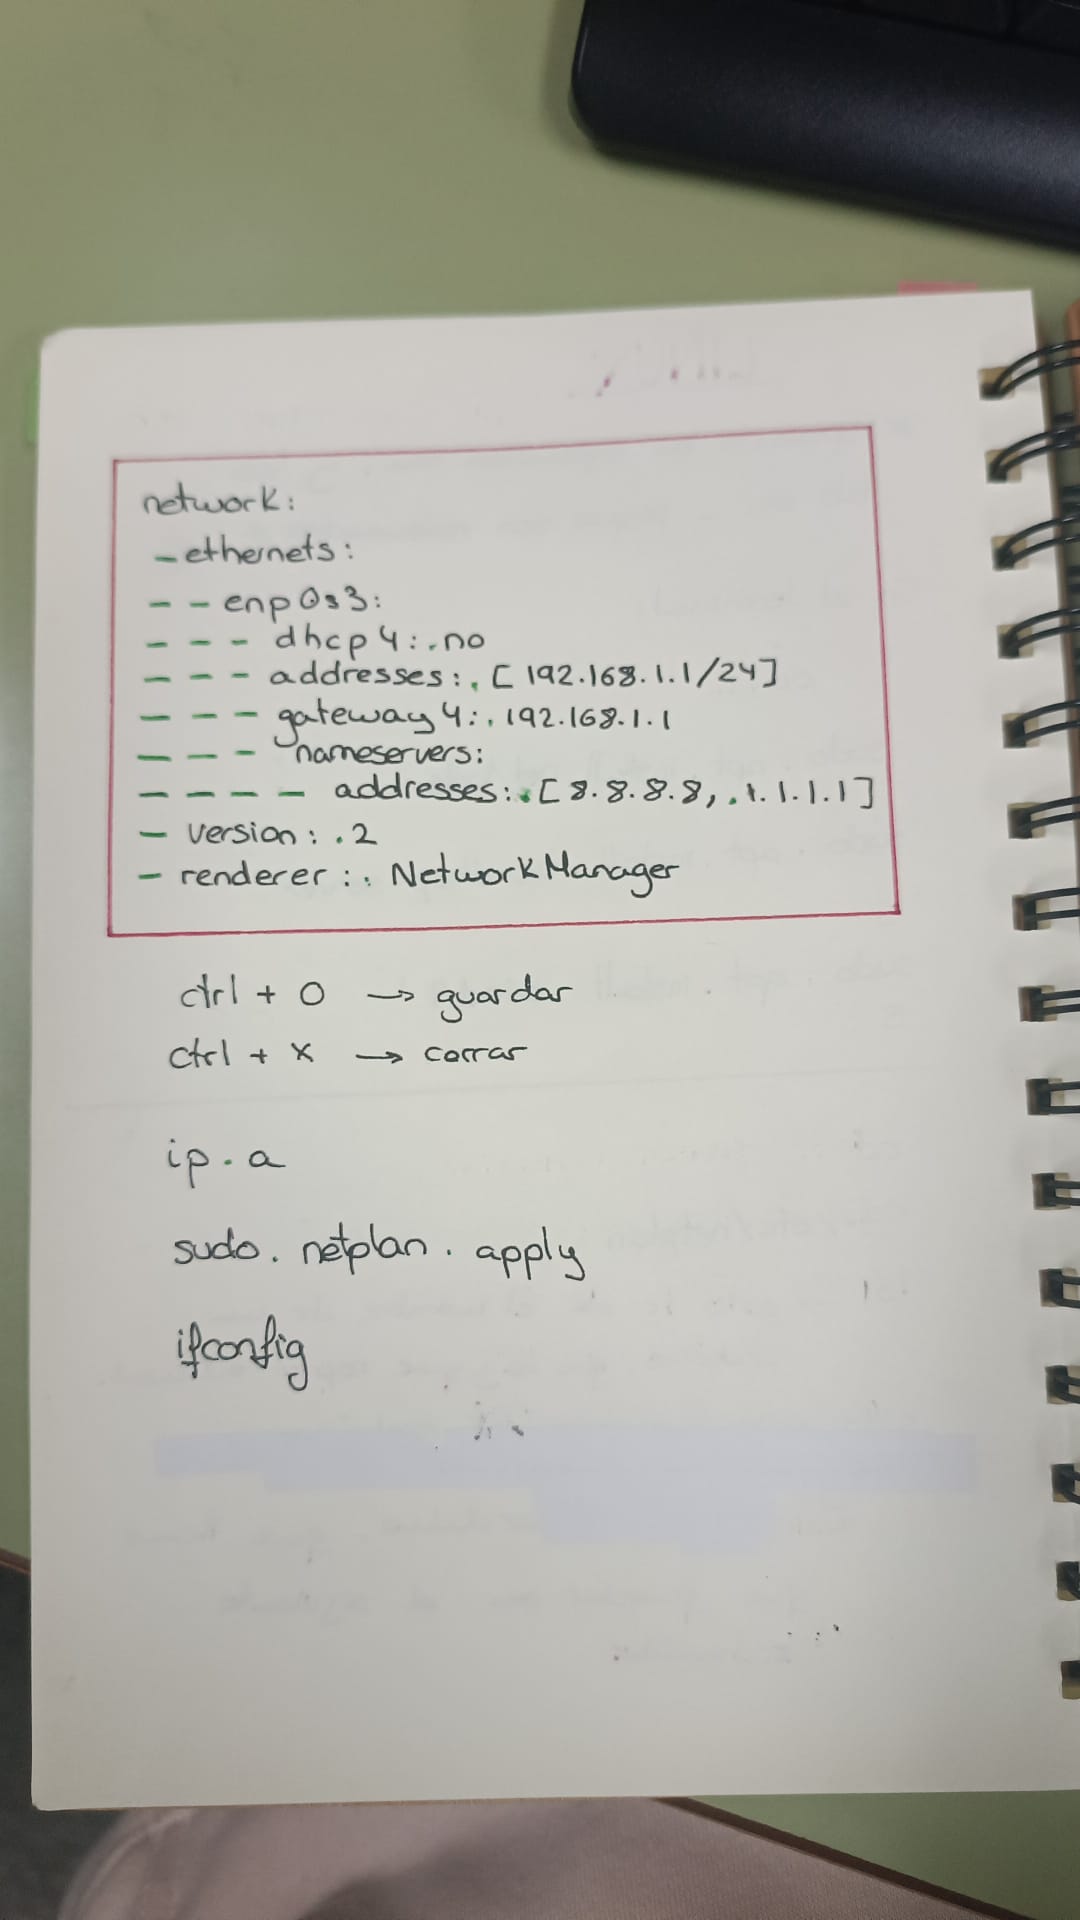 network:
- ethernets:
- - enp0s3:
- - - dhcp4:.no
- - - addresses:.[192.168.1.1/24]
- - - gateway4:.192.168.1.1
- - - nameservers:
- - - - addresses:.[8.8.8.8,.1.1.1.1]
- version:.2
- renderer:.NetworkManager
ctrl + O → guardar
ctrl + x → cerrar
ip.a
sudo.netplan.apply
ifconfig